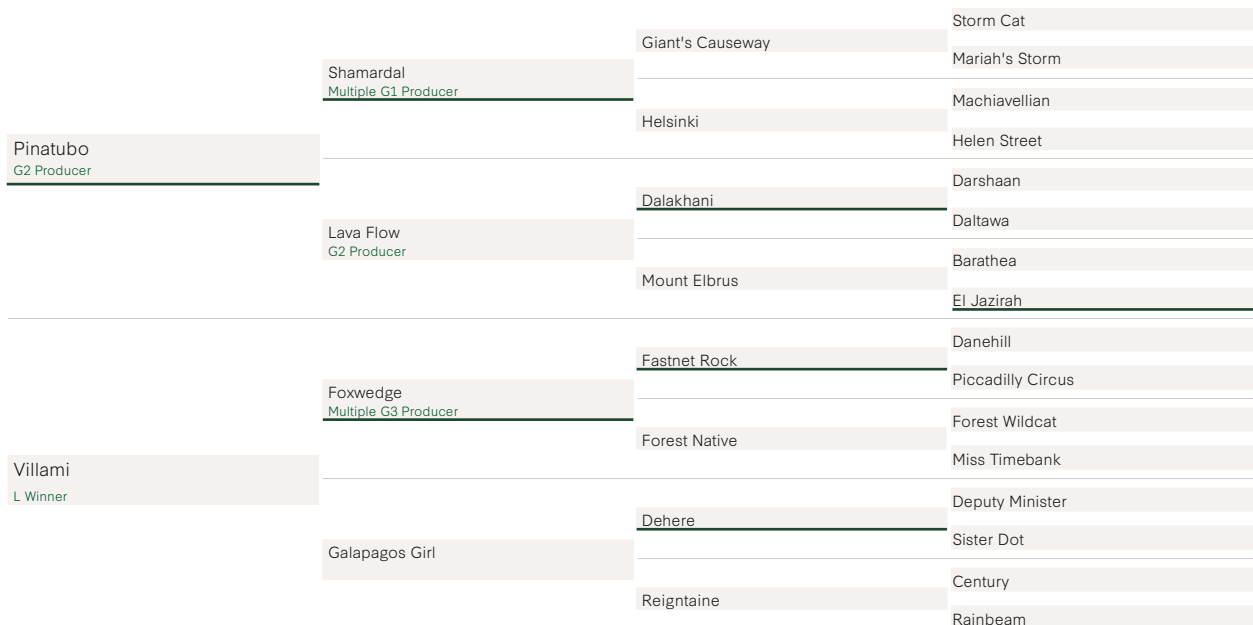 Pinatubo
G2 Producer
Shamardal
Multiple G1 Producer
Giant's Causeway
Storm Cat
Mariah's Storm
Helsinki
Machiavellian
Helen Street
Lava Flow
G2 Producer
Dalakhani
Darshaan
Daltawa
Mount Elbrus
Barathea
El Jazirah
Villami
L Winner
Foxwedge
Multiple G3 Producer
Fastnet Rock
Danehill
Piccadilly Circus
Forest Native
Forest Wildcat
Miss Timebank
Galapagos Girl
Dehere
Deputy Minister
Sister Dot
Reigntaine
Century
Rainbeam